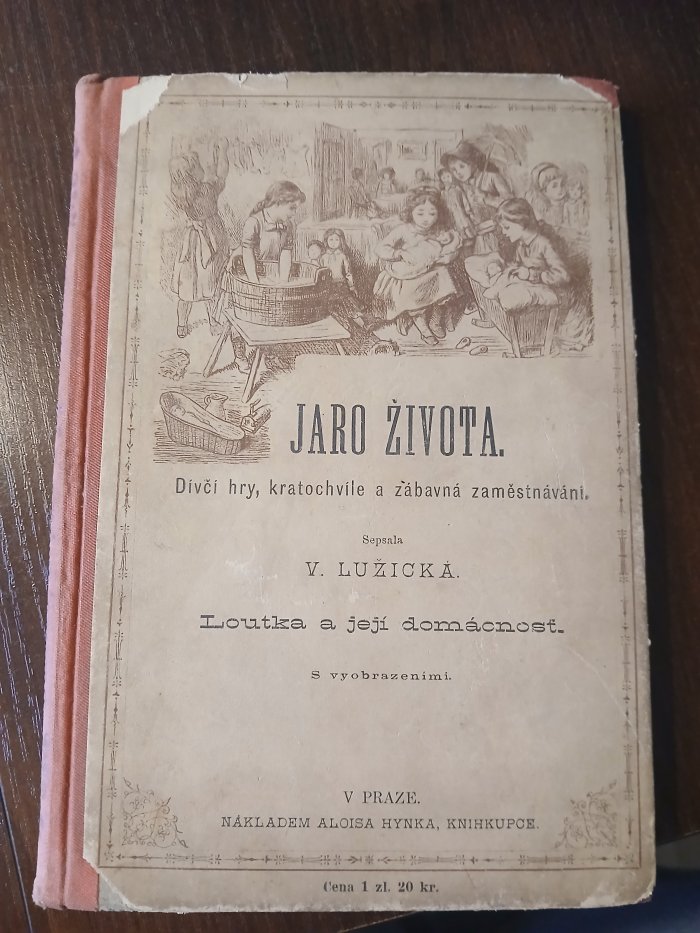 JARO ŽIVOTA.
Dívčí hry, kratochvíle a zábavná zaměstnávání.
Sepsala
V. LUŽICKÁ.
Loutka a její domácnosť.
S vyobrazeními.
V PRAZE.
NÁKLADEM ALOISA HYNKA, KNIHKUPCE.
Cena 1 zl. 20 kr.